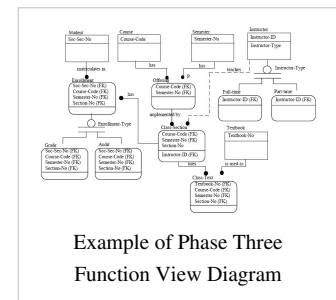 Student
Soc-Sec-No
Course
Course-Code
Semester
Semester-No
Instructor
Instructor-ID
Instructor-Type
has
has
teaches
matriculates in
Enrollment
Soc-Sec-No (FK)
Course-Code (FK)
Semester-No (FK)
Section-No (FK)
has
Offering
P
Course-Code (FK)
Semester-No (FK)
Instructor-Type
Full-time
Instructor-ID (FK)
Part-time
Instructor-ID (FK)
implemented by
Enrollment-Type
Class-Section
Course-Code (FK)
Semester-No (FK)
Section-No
Instructor-ID (FK)
Textbook
Textbook-No
Grade
Soc-Sec-No (FK)
Course-Code (FK)
Semester-No (FK)
Section-No (FK)
Audit
Soc-Sec-No (FK)
Course-Code (FK)
Semester-No (FK)
Section-No (FK)
uses
is used in
Class-Text
Textbook-No (FK)
Course-Code (FK)
Semester-No (FK)
Section-No (FK)
Example of Phase Three
Function View Diagram